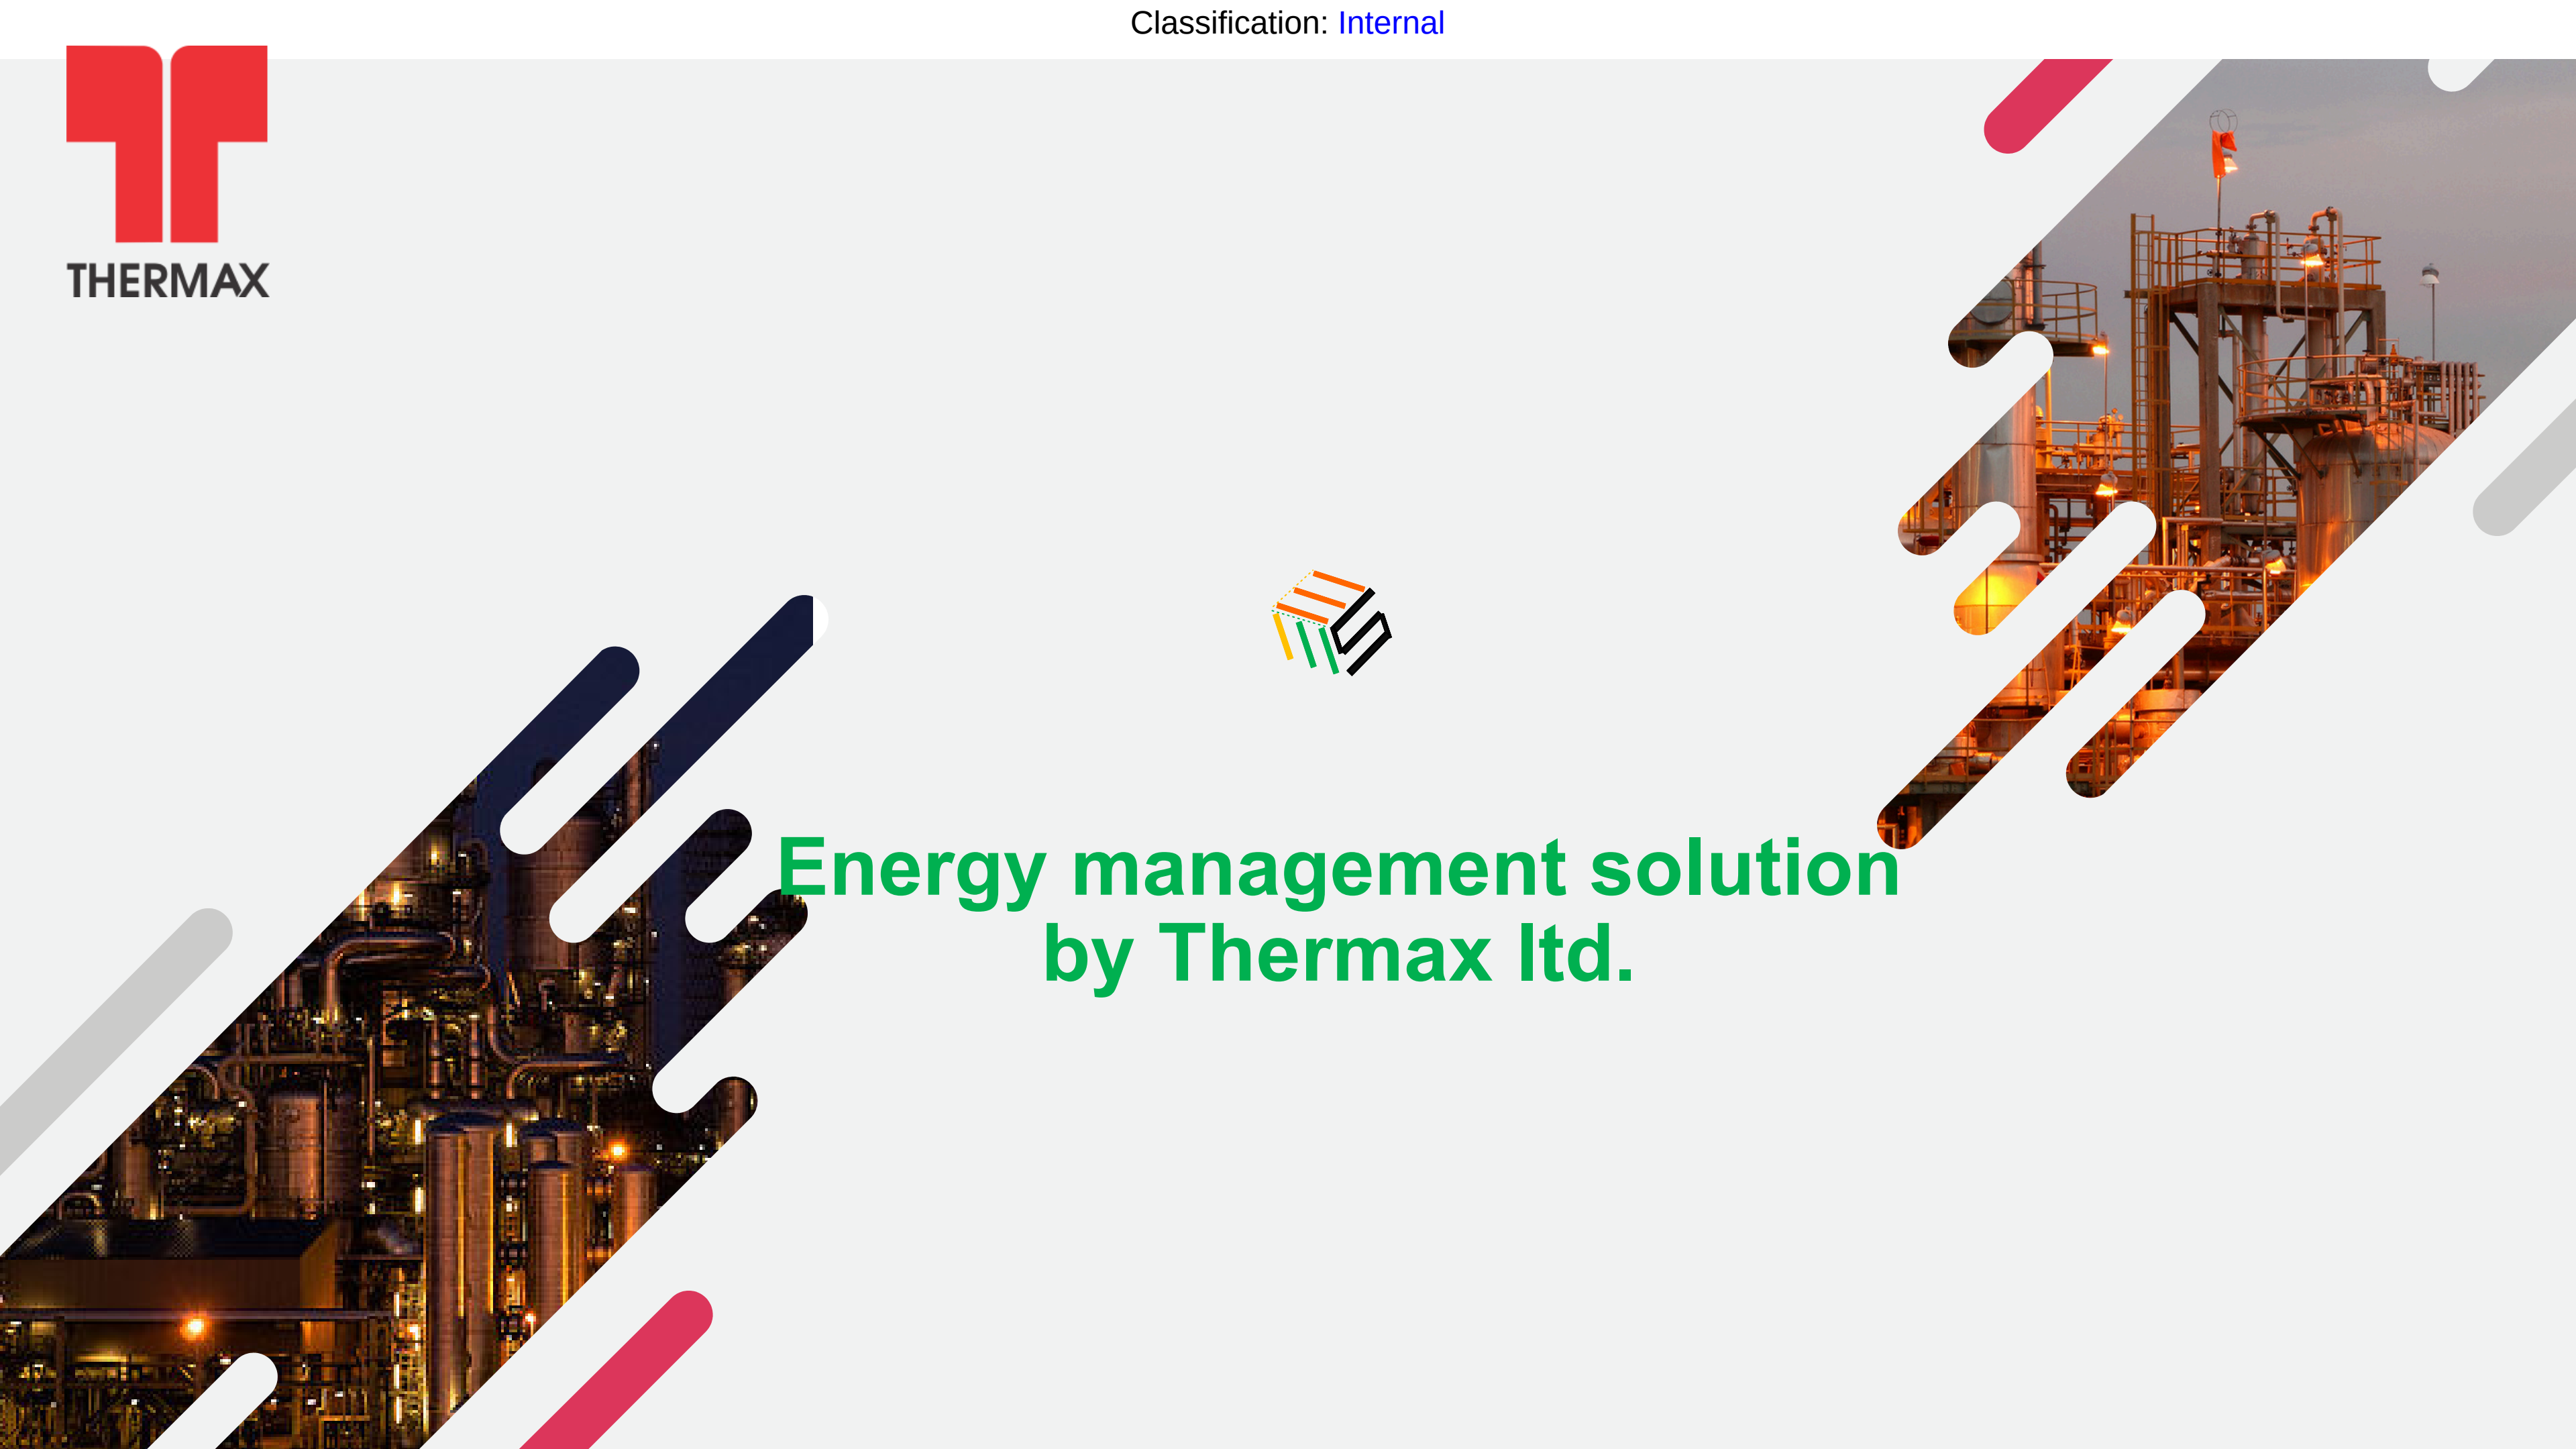 Classification: Internal
THERMAX
Energy management solution
by Thermax ltd.